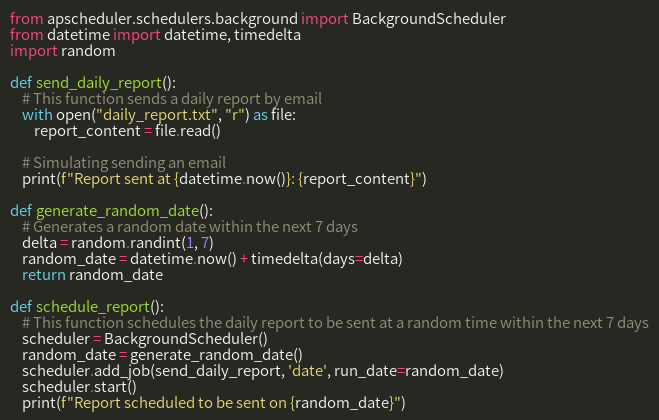 from apscheduler.schedulers.background import BackgroundScheduler
from datetime import datetime, timedelta
import random

def send_daily_report():
    # This function sends a daily report by email
    with open("daily_report.txt", "r") as file:
        report_content = file.read()

    # Simulating sending an email
    print(f"Report sent at {datetime.now()}: {report_content}")

def generate_random_date():
    # Generates a random date within the next 7 days
    delta = random.randint(1, 7)
    random_date = datetime.now() + timedelta(days=delta)
    return random_date

def schedule_report():
    # This function schedules the daily report to be sent at a random time within the next 7 days
    scheduler = BackgroundScheduler()
    random_date = generate_random_date()
    scheduler.add_job(send_daily_report, 'date', run_date=random_date)
    scheduler.start()
    print(f"Report scheduled to be sent on {random_date}")